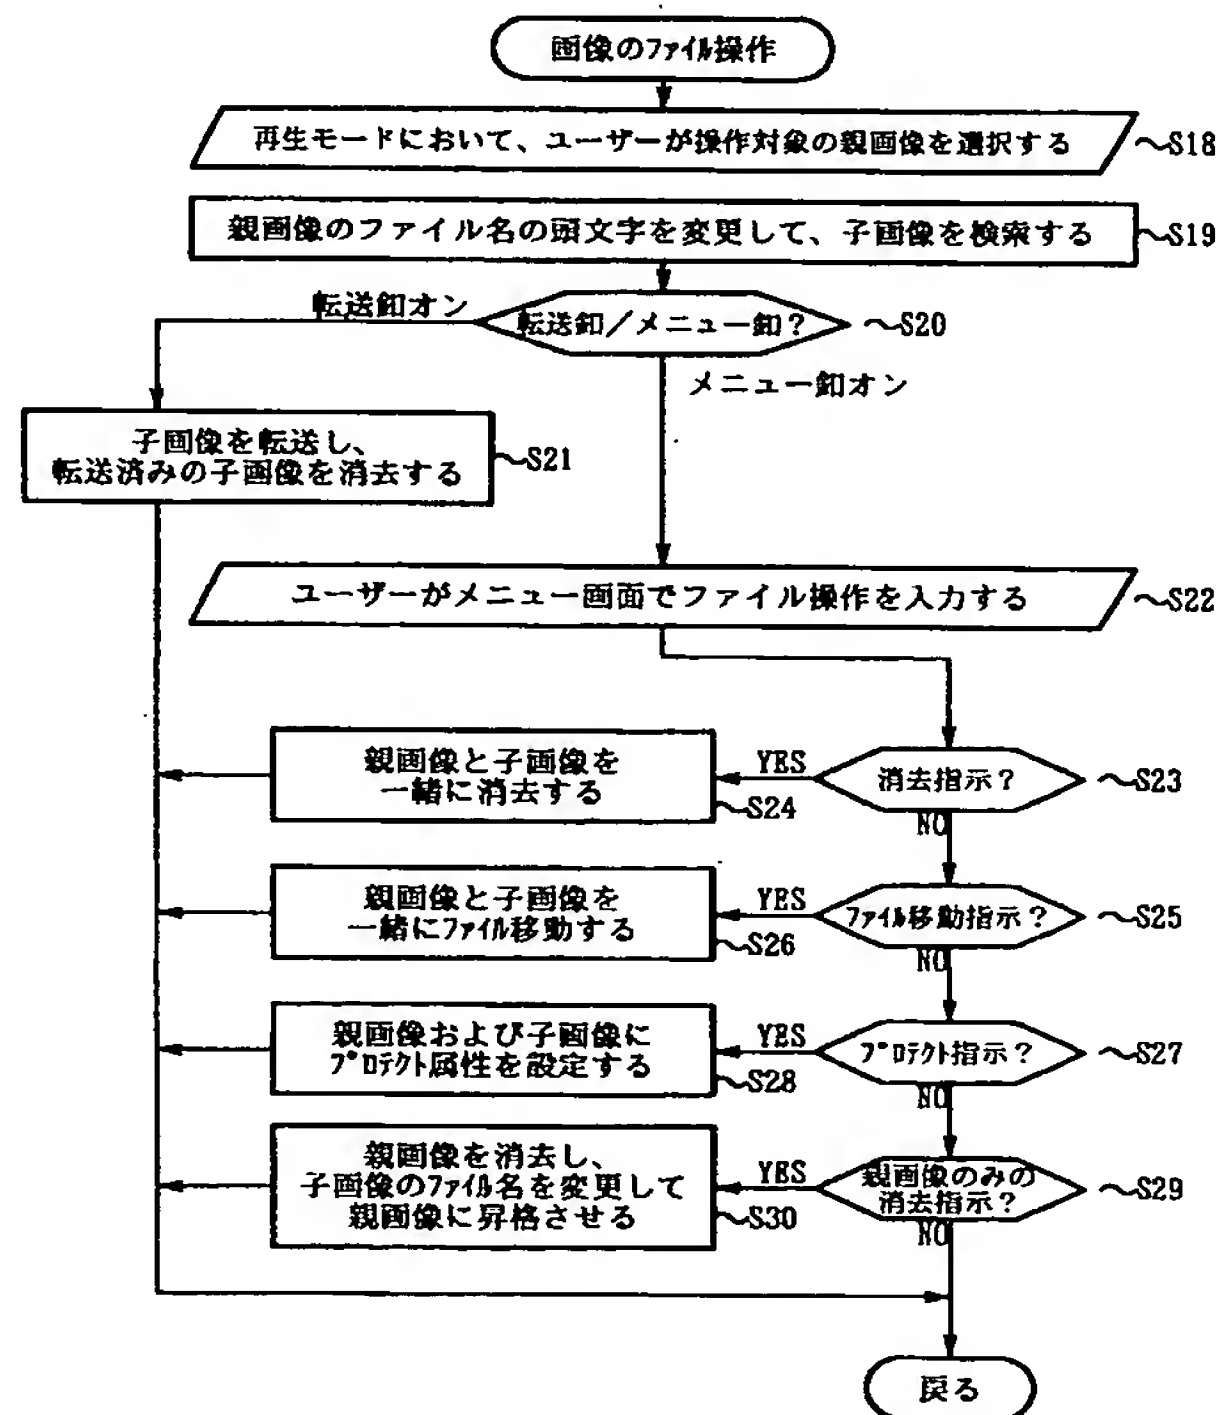 画像のファイル操作
再生モードにおいて、ユーザーが操作対象の親画像を選択する
~S18
親画像のファイル名の頭文字を変更して、子画像を検索する
~S19
転送釦オン
転送釦/メニュー釦?
~S20
メニュー釦オン
子画像を転送し、
転送済みの子画像を消去する
~S21
ユーザーがメニュー画面でファイル操作を入力する
~S22
親画像と子画像を
一緒に消去する
~S24
YES
消去指示?
~S23
NO
親画像と子画像を
一緒にファイル移動する
~S26
YES
ファイル移動指示?
~S25
NO
親画像および子画像に
プロテクト属性を設定する
~S28
YES
プロテクト指示?
~S27
NO
親画像を消去し、
子画像のファイル名を変更して
親画像に昇格させる
~S30
YES
親画像のみの
消去指示?
~S29
NO
戻る